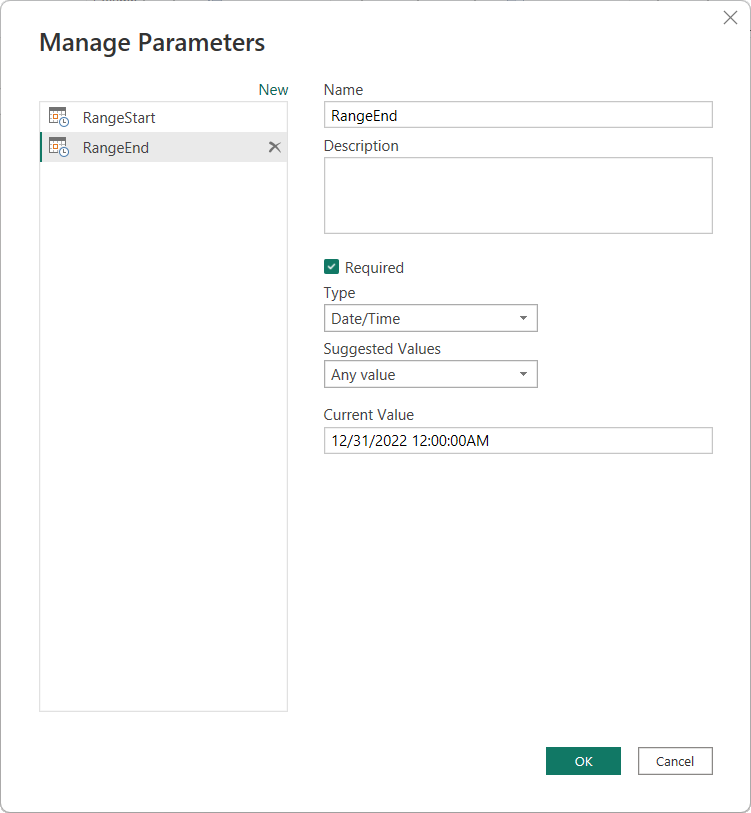 Manage Parameters
New
RangeStart
RangeEnd
Name
RangeEnd
Description
Required
Type
Date/Time
Suggested Values
Any value
Current Value
12/31/2022 12:00:00AM
OK
Cancel